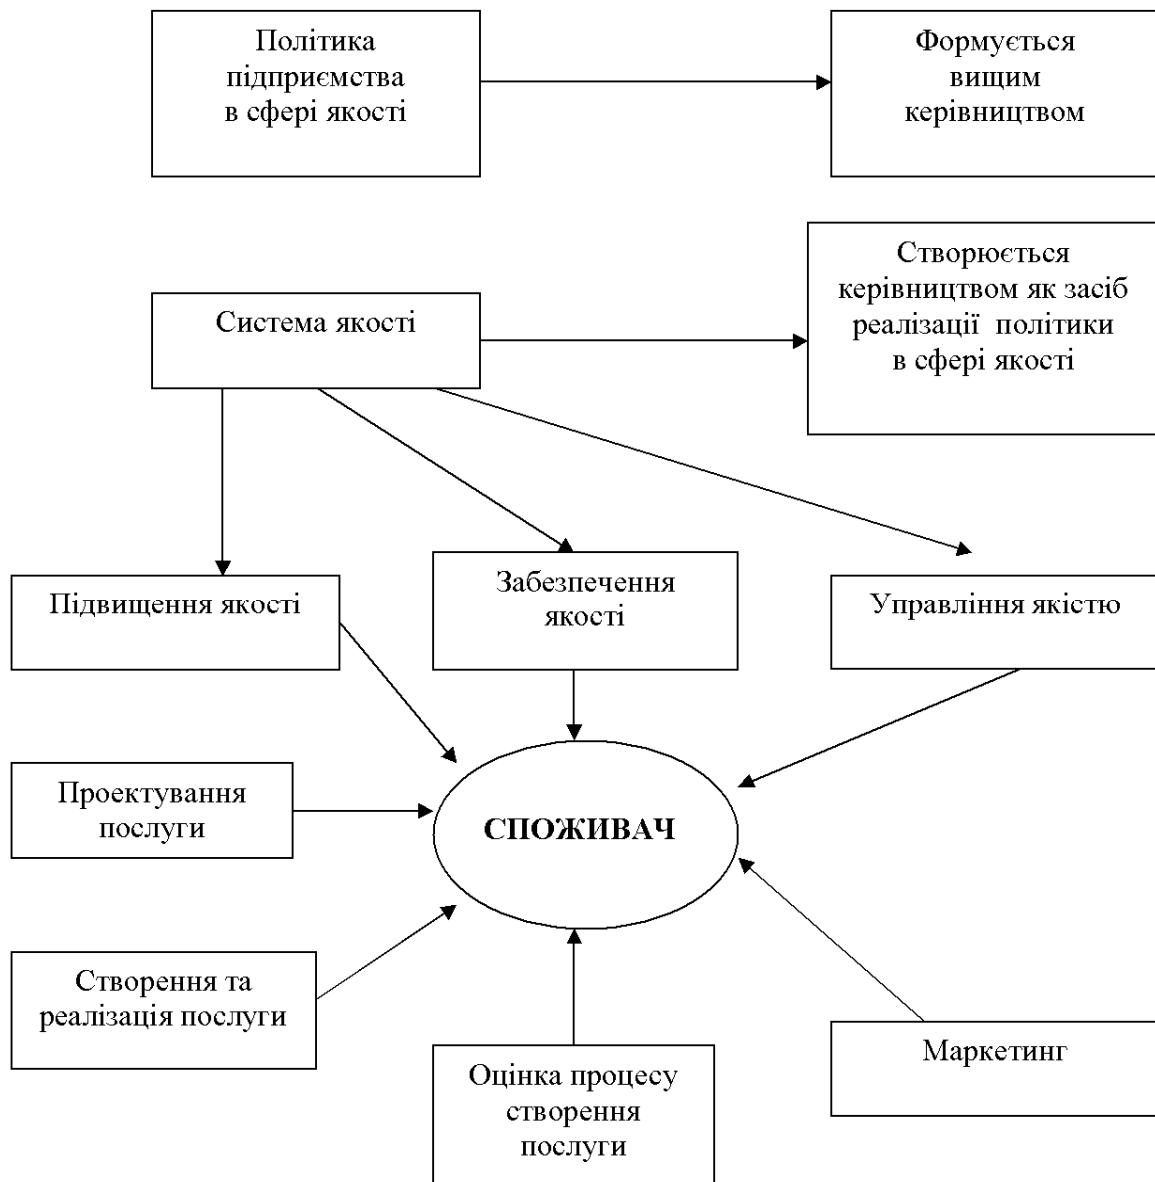 Політика
підприємства
в сфері якості
Формується
вищим
керівництвом
Створюється
керівництвом як засіб
реалізації політики
в сфері якості
Система якості
Підвищення якості
Забезпечення
якості
Управління якістю
Проектування
послуги
СПОЖИВАЧ
Створення та
реалізація послуги
Оцінка процесу
створення
послуги
Маркетинг